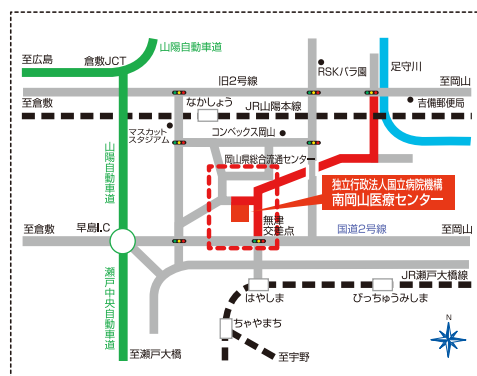 山陽自動車道
至広島
倉敷JCT
RSKバラ園
足守川
旧2号線
至岡山
至倉敷
なかしょう
JR山陽本線
吉備郵便局
マスカット
スタジアム
コンベックス岡山
岡山県総合流通センター
山陽自動車道
独立行政法人国立病院機構
南岡山医療センター
無津
交差点
至倉敷
早島I.C
国道2号線
至岡山
JR瀬戸大橋線
瀬戸中央自動車道
はやしま
びっちゅうみしま
ちゃやまち
至瀬戸大橋
至宇野
N